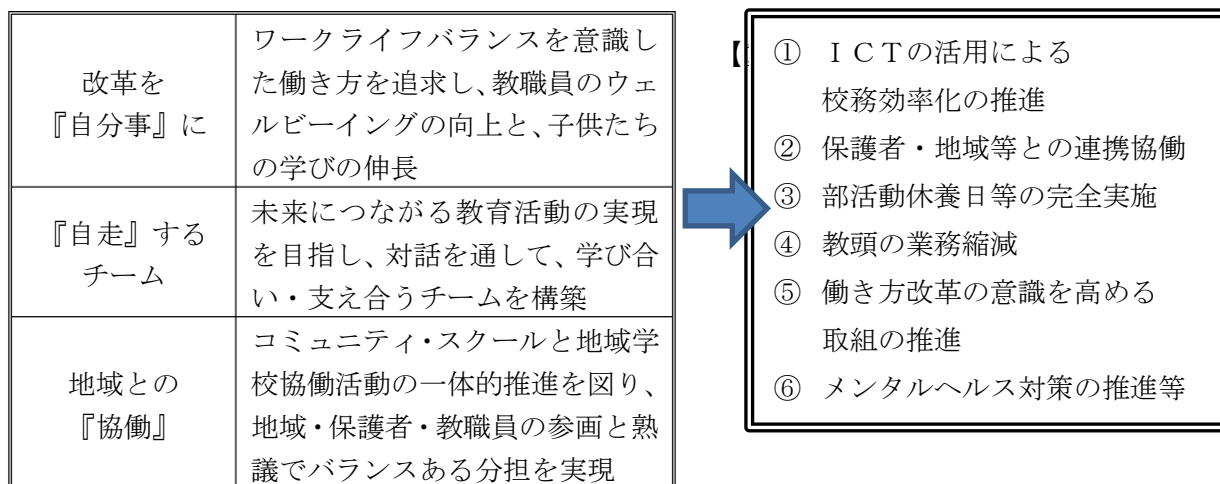 改革を
『自分事』に
ワークライフバランスを意識し
た働き方を追求し、教職員のウェ
ルビーイングの向上と、子供たち
の学びの伸長
『自走』する
チーム
未来につながる教育活動の実現
を目指し、対話を通して、学び合
い・支え合うチームを構築
地域との
『協働』
コミュニティ・スクールと地域学
校協働活動の一体的推進を図り、
地域・保護者・教職員の参画と熟
議でバランスある分担を実現
【
① ＩＣＴの活用による
校務効率化の推進
② 保護者・地域等との連携協働
③ 部活動休養日等の完全実施
④ 教頭の業務縮減
⑤ 働き方改革の意識を高める
取組の推進
⑥ メンタルヘルス対策の推進等